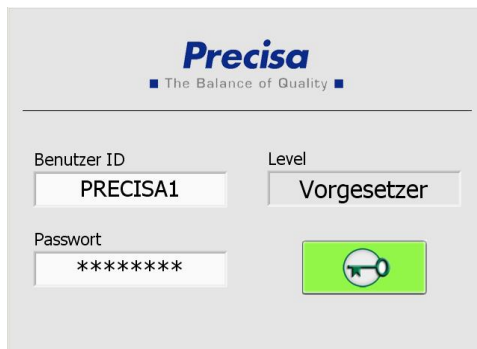 Precisa
The Balance of Quality
Benutzer ID
PRECISA1
Level
Vorgesetzer
Passwort
********